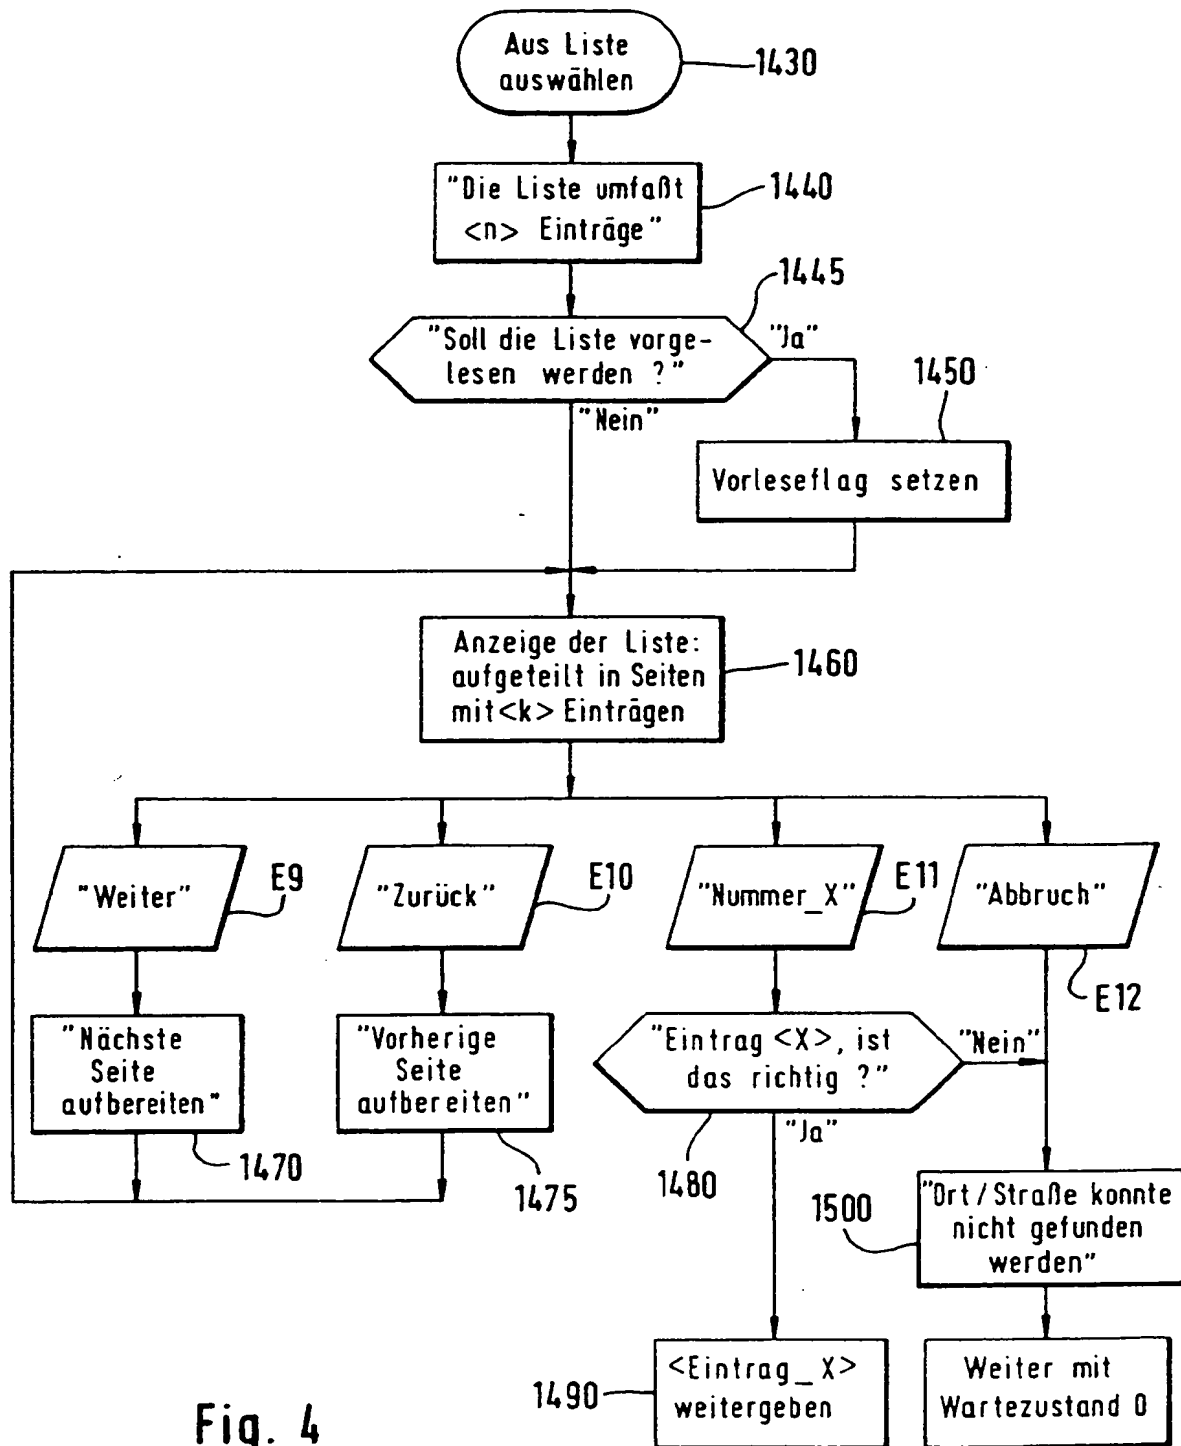 Aus Liste
auswählen
1430
"Die Liste umfaßt
<n> Einträge"
1440
1445
"Soll die Liste vorge-
lesen werden ?"
"Ja"
"Nein"
1450
Vorleseflag setzen
Anzeige der Liste:
aufgeteilt in Seiten
mit <k> Einträgen
1460
"Weiter"
E9
"Zurück"
E10
"Nummer_X"
E11
"Abbruch"
E12
"Nächste
Seite
aufbereiten"
1470
"Vorherige
Seite
aufbereiten"
1475
"Eintrag <X>, ist
das richtig ?"
"Nein"
"Ja"
1480
1500
"Ort/Straße konnte
nicht gefunden
werden"
1490
<Eintrag_X>
weitergeben
Weiter mit
Wartezustand 0
Fig. 4